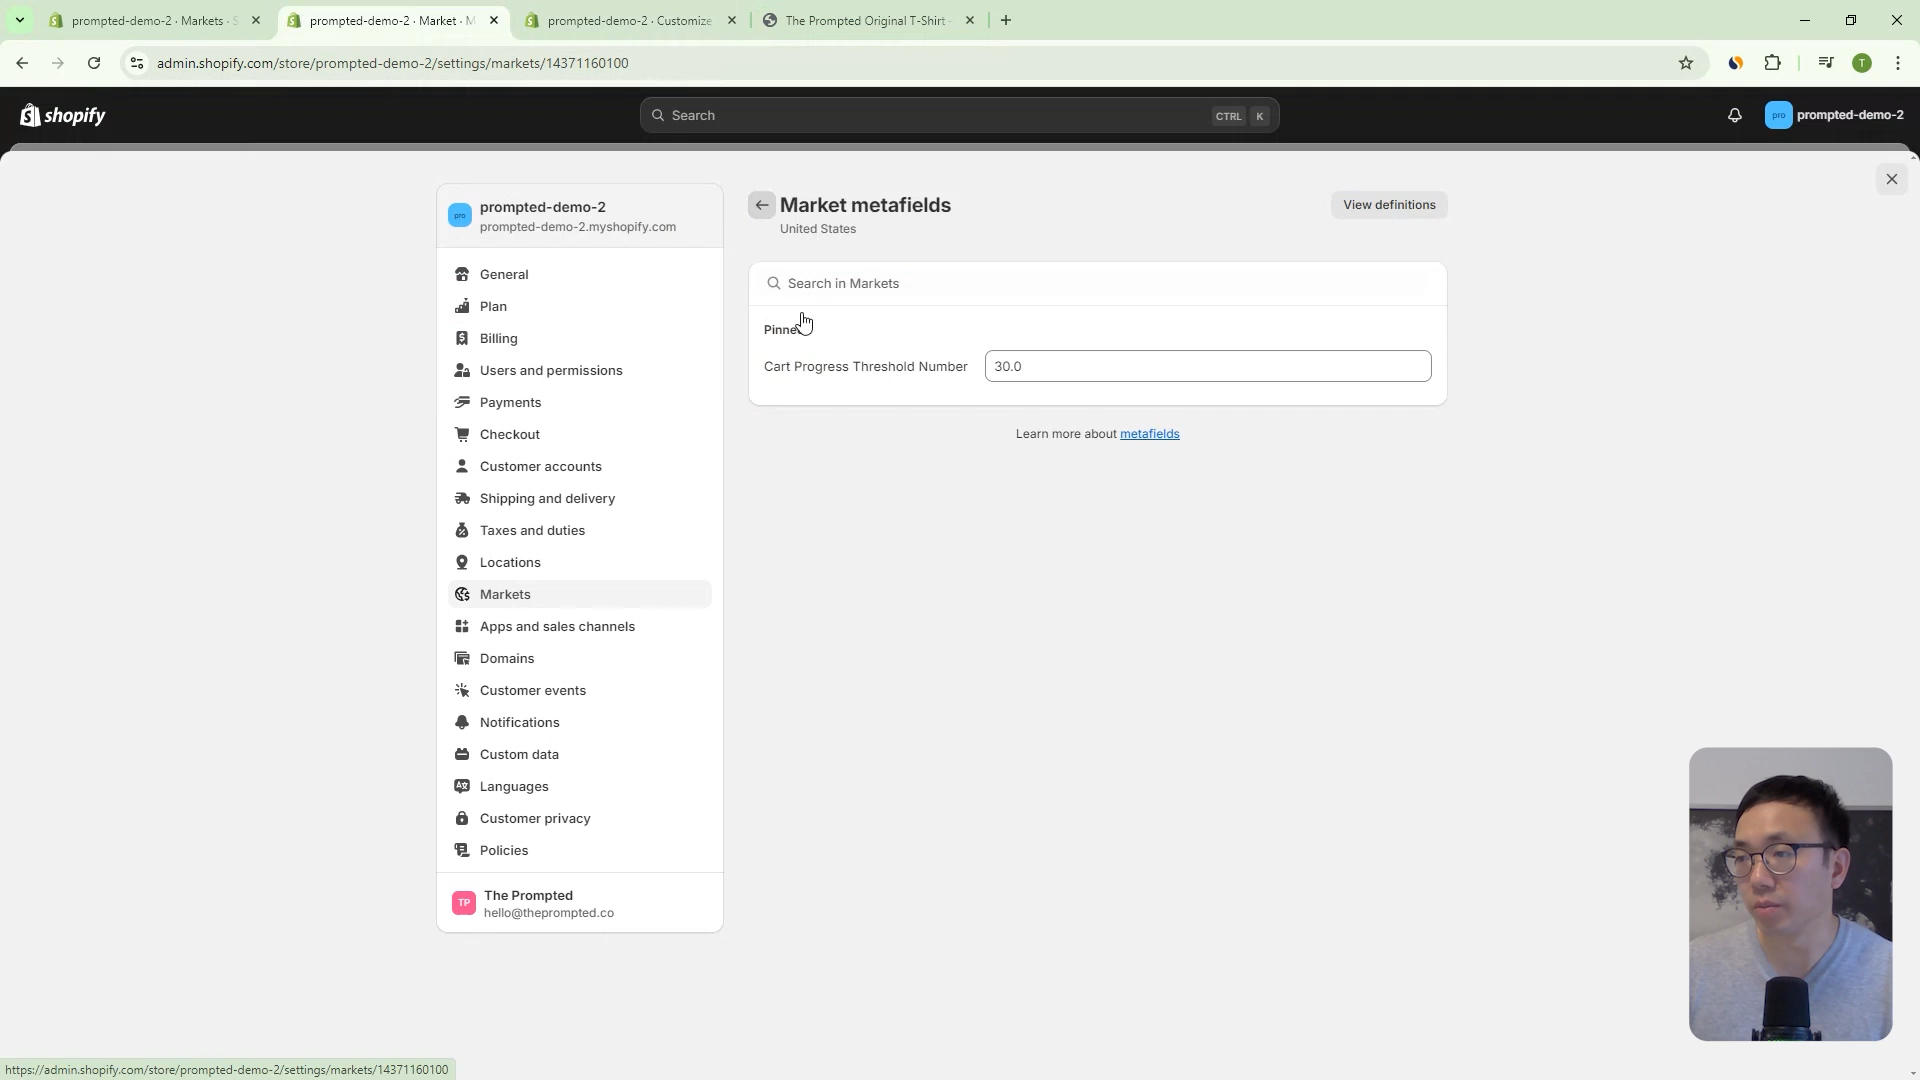 prompted-demo-2 · Markets · S
prompted-demo-2 · Market · M
prompted-demo-2 · Customize
The Prompted Original T-Shirt -
admin.shopify.com/store/prompted-demo-2/settings/markets/14371160100
T
shopify
Search
CTRL K
pro
prompted-demo-2
pro
prompted-demo-2
prompted-demo-2.myshopify.com
General
Plan
Billing
Users and permissions
Payments
Checkout
Customer accounts
Shipping and delivery
Taxes and duties
Locations
Markets
Apps and sales channels
Domains
Customer events
Notifications
Custom data
Languages
Customer privacy
Policies
TP
The Prompted
hello@theprompted.co
Market metafields
United States
View definitions
Search in Markets
Pinned
Cart Progress Threshold Number
30.0
Learn more about metafields
https://admin.shopify.com/store/prompted-demo-2/settings/markets/14371160100